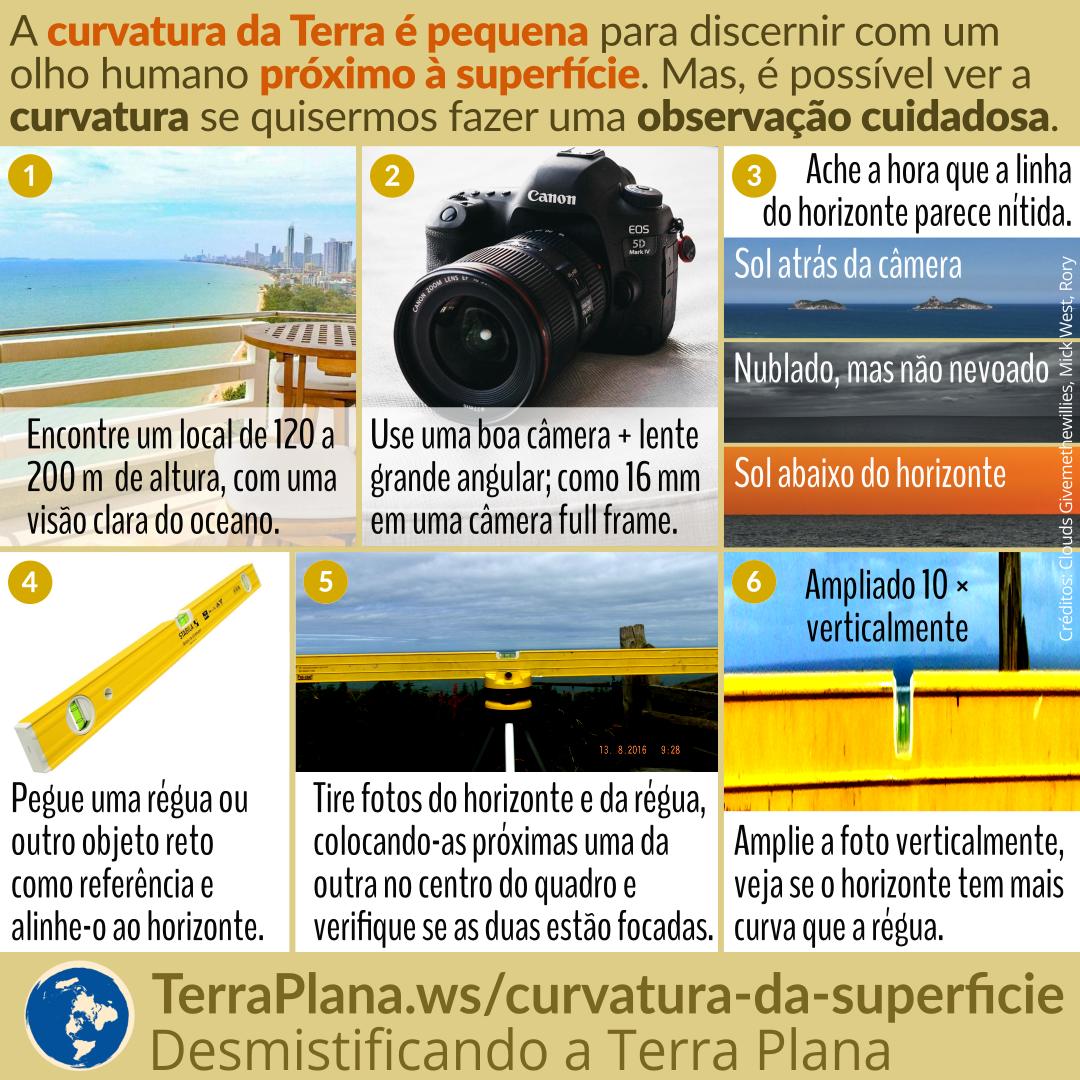 A curvatura da Terra é pequena para discernir com um
olho humano próximo à superfície. Mas, é possível ver a
curvatura se quisermos fazer uma observação cuidadosa.
1
Encontre um local de 120 a
200 m de altura, com uma
visão clara do oceano.
2
Canon
EOS
5D
Mark IV
CANON ZOOM LENS EF
Use uma boa câmera + lente
grande angular; como 16 mm
em uma câmera full frame.
3
Ache a hora que a linha
do horizonte parece nítida.
Sol atrás da câmera
Nublado, mas não nevoado
Sol abaixo do horizonte
Créditos: Clouds Givemethewillies, Mick West, Rory
4
STABILA
Pegue uma régua ou
outro objeto reto
como referência e
alinhe-o ao horizonte.
5
13. 8.2016 9:28
Tire fotos do horizonte e da régua,
colocando-as próximas uma da
outra no centro do quadro e
verifique se as duas estão focadas.
6
Ampliado 10 ×
verticalmente
Amplie a foto verticalmente,
veja se o horizonte tem mais
curva que a régua.
TerraPlana.ws/curvatura-da-superficie
Desmistificando a Terra Plana